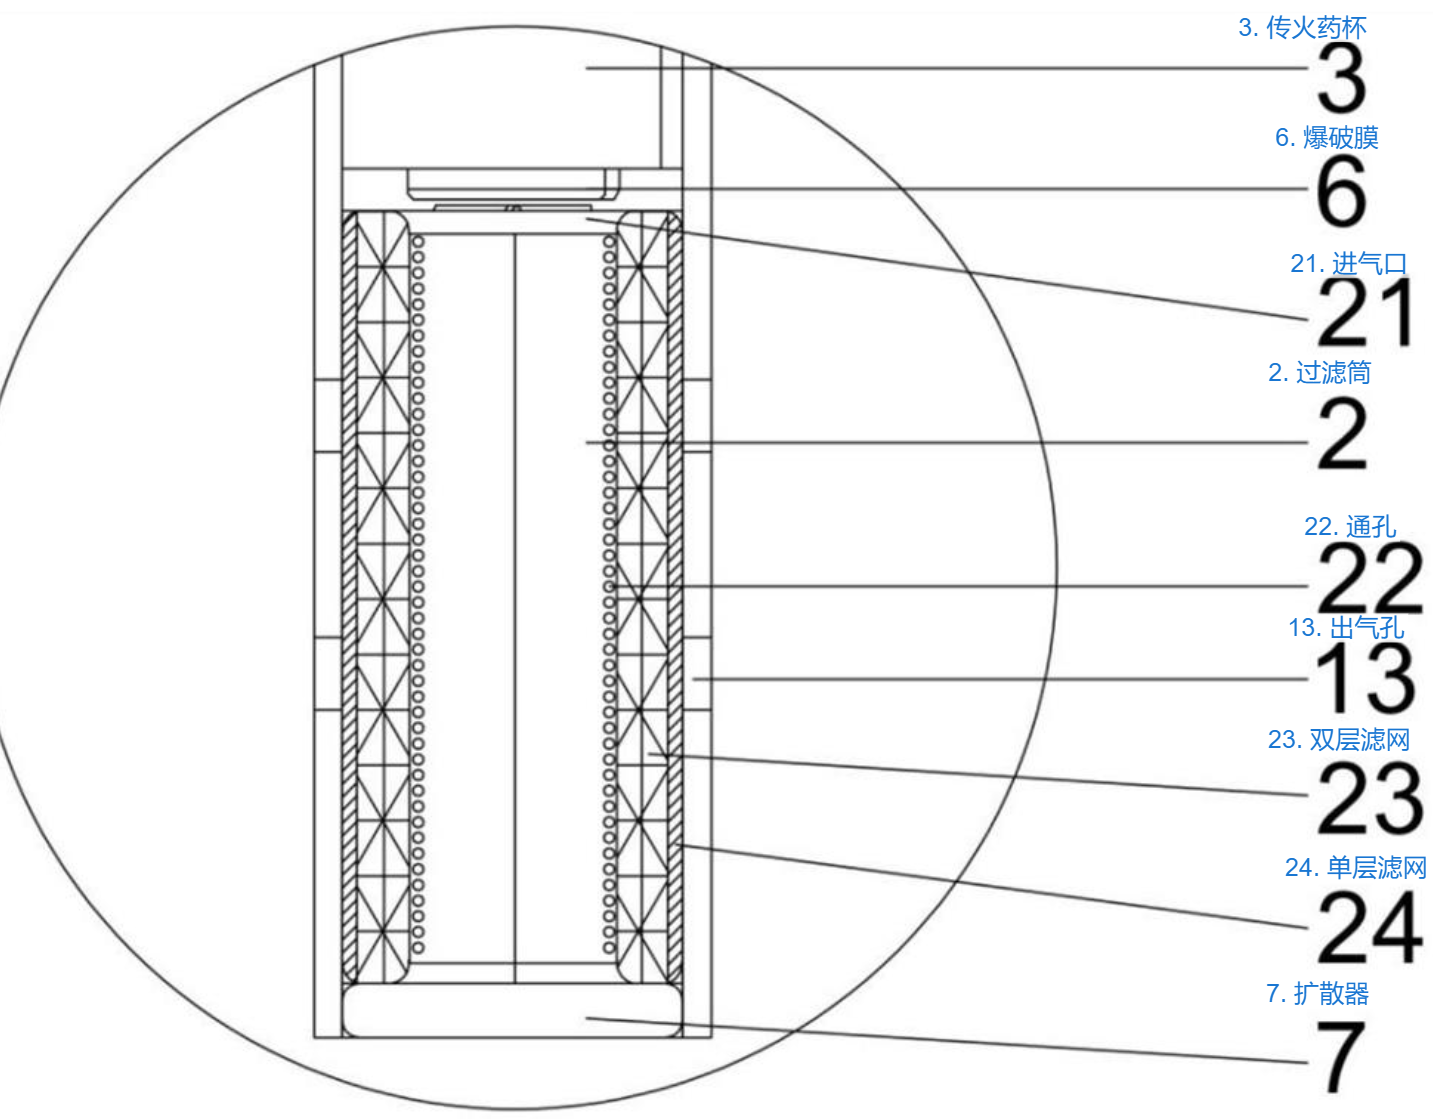 3. 传火药杯
3
6. 爆破膜
6
21. 进气口
21
2. 过滤筒
2
22. 通孔
22
13. 出气孔
13
23. 双层滤网
23
24. 单层滤网
24
7. 扩散器
7